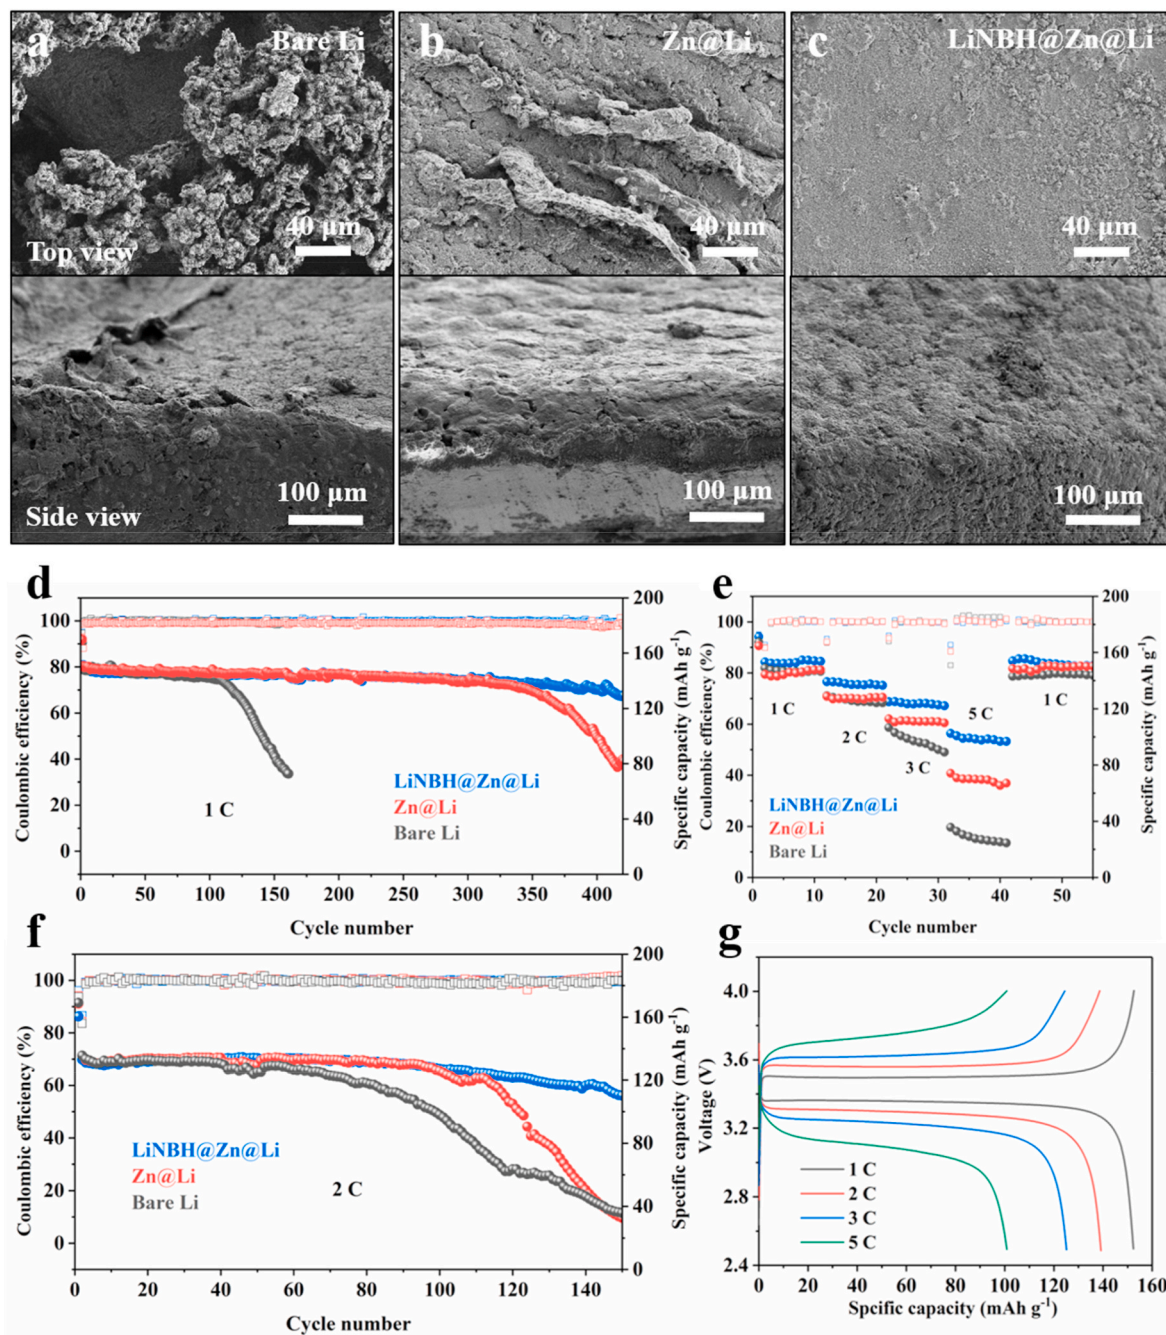 a
Bare Li
b
Zn@Li
c
LiNBH@Zn@Li
40 μm
40 μm
40 μm
Top view
100 μm
100 μm
100 μm
Side view
d
Coulombic efficiency (%)
100
80
60
40
20
0
200
160
120
80
40
0
Specific capacity (mAh g⁻¹)
LiNBH@Zn@Li
Zn@Li
Bare Li
1 C
0 50 100 150 200 250 300 350 400
Cycle number
e
Coulombic efficiency (%)
100
80
60
40
20
0
200
160
120
80
40
0
Specific capacity (mAh g⁻¹)
1 C
2 C
3 C
5 C
1 C
LiNBH@Zn@Li
Zn@Li
Bare Li
0 10 20 30 40 50
Cycle number
f
Coulombic efficiency (%)
100
80
60
40
20
0
200
160
120
80
40
0
Specific capacity (mAh g⁻¹)
LiNBH@Zn@Li
Zn@Li
Bare Li
2 C
0 20 40 60 80 100 120 140
Cycle number
g
Voltage (V)
4.0
3.6
3.2
2.8
2.4
1 C
2 C
3 C
5 C
0 20 40 60 80 100 120 140 160
Spcific capacity (mAh g⁻¹)